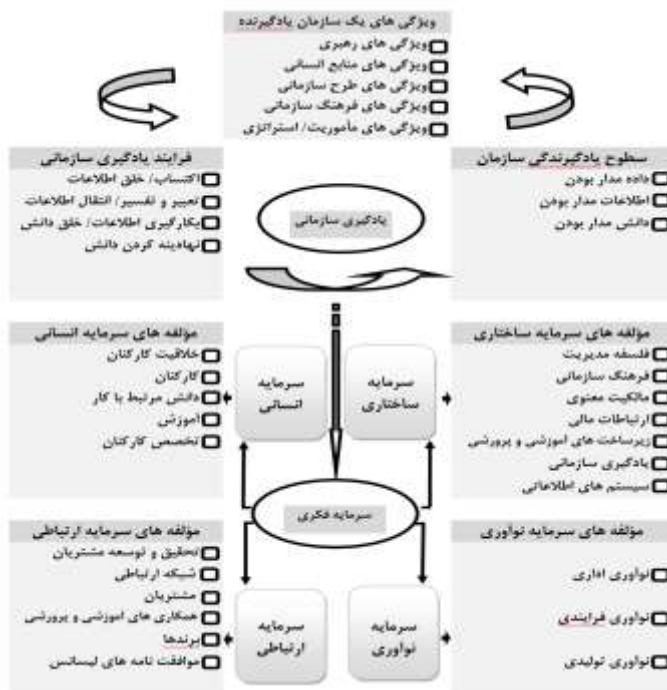 ویژگی های یک سازمان یادگیرنده
ویژگی های رهبری
ویژگی های منابع انسانی
ویژگی های طرح سازمانی
ویژگی های فرهنگ سازمانی
ویژگی های مأموریت/ استراتژی
سطوح یادگیرندگی سازمان
داده مدار بودن
اطلاعات مدار بودن
دانش مدار بودن
یادگیری سازمانی
فرایند یادگیری سازمانی
اکتساب/ خلق اطلاعات
تعبیر و تفسیر/ انتقال اطلاعات
بکارگیری اطلاعات/ خلق دانش
نهادینه کردن دانش
مؤلفه های سرمایه ساختاری
فلسفه مدیریت
فرهنگ سازمانی
مالکیت معنوی
ارتباطات مالی
زیرساخت های آموزشی و پرورشی
یادگیری سازمانی
سیستم های اطلاعاتی
سرمایه
ساختاری
سرمایه
انسانی
مؤلفه های سرمایه انسانی
خلاقیت کارکنان
کارکنان
دانش مرتبط با کار
آموزش
تخصص کارکنان
سرمایه فکری
مؤلفه های سرمایه نوآوری
نوآوری اداری
نوآوری فرایندی
نوآوری تولیدی
سرمایه
نوآوری
سرمایه
ارتباطی
مؤلفه های سرمایه ارتباطی
تحقیق و توسعه مشتریان
شبکه ارتباطی
مشتریان
همکاری های آموزشی و پرورشی
برندها
موافقت نامه های لیسانس